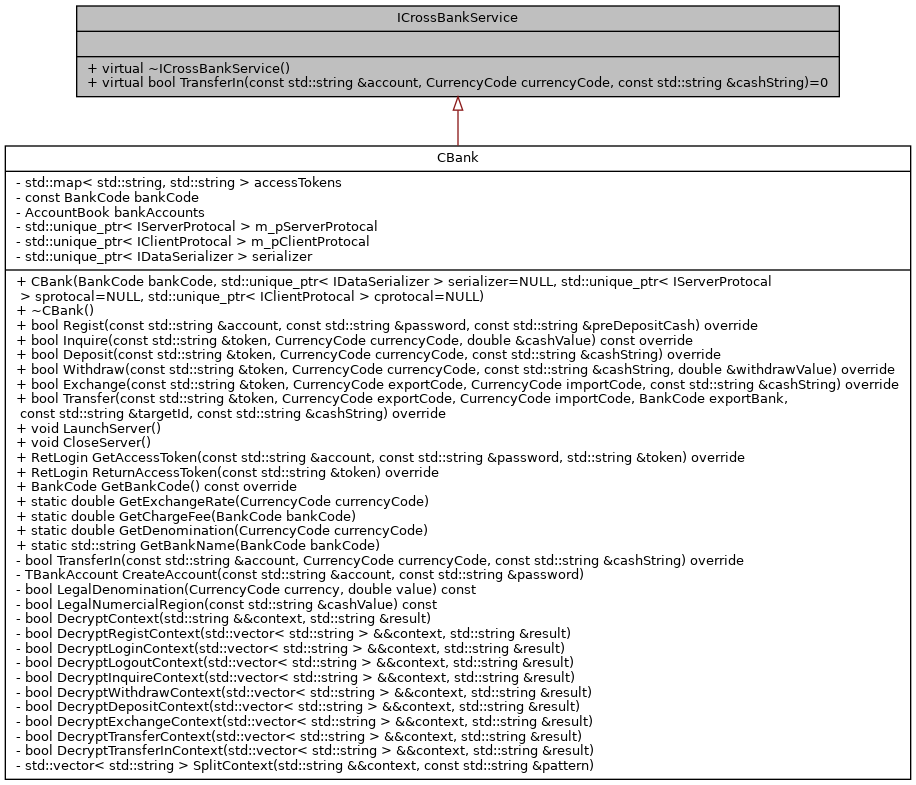 ICrossBankService
+ virtual ~ICrossBankService()
+ virtual bool TransferIn(const std::string &account, CurrencyCode currencyCode, const std::string &cashString)=0
CBank
- std::map< std::string, std::string > accessTokens
- const BankCode bankCode
- AccountBook bankAccounts
- std::unique_ptr< IServerProtocal > m_pServerProtocal
- std::unique_ptr< IClientProtocal > m_pClientProtocal
- std::unique_ptr< IDataSerializer > serializer
+ CBank(BankCode bankCode, std::unique_ptr< IDataSerializer > serializer=NULL, std::unique_ptr< IServerProtocal
> sprotocal=NULL, std::unique_ptr< IClientProtocal > cprotocal=NULL)
+ ~CBank()
+ bool Regist(const std::string &account, const std::string &password, const std::string &preDepositCash) override
+ bool Inquire(const std::string &token, CurrencyCode currencyCode, double &cashValue) const override
+ bool Deposit(const std::string &token, CurrencyCode currencyCode, const std::string &cashString) override
+ bool Withdraw(const std::string &token, CurrencyCode currencyCode, const std::string &cashString, double &withdrawValue) override
+ bool Exchange(const std::string &token, CurrencyCode exportCode, CurrencyCode importCode, const std::string &cashString) override
+ bool Transfer(const std::string &token, CurrencyCode exportCode, CurrencyCode importCode, BankCode exportBank,
const std::string &targetId, const std::string &cashString) override
+ void LaunchServer()
+ void CloseServer()
+ RetLogin GetAccessToken(const std::string &account, const std::string &password, std::string &token) override
+ RetLogin ReturnAccessToken(const std::string &token) override
+ BankCode GetBankCode() const override
+ static double GetExchangeRate(CurrencyCode currencyCode)
+ static double GetChargeFee(BankCode bankCode)
+ static double GetDenomination(CurrencyCode currencyCode)
+ static std::string GetBankName(BankCode bankCode)
- bool TransferIn(const std::string &account, CurrencyCode currencyCode, const std::string &cashString) override
- TBankAccount CreateAccount(const std::string &account, const std::string &password)
- bool LegalDenomination(CurrencyCode currency, double value) const
- bool LegalNumercialRegion(const std::string &cashValue) const
- bool DecryptContext(std::string &&context, std::string &result)
- bool DecryptRegistContext(std::vector< std::string > &&context, std::string &result)
- bool DecryptLoginContext(std::vector< std::string > &&context, std::string &result)
- bool DecryptLogoutContext(std::vector< std::string > &&context, std::string &result)
- bool DecryptInquireContext(std::vector< std::string > &&context, std::string &result)
- bool DecryptWithdrawContext(std::vector< std::string > &&context, std::string &result)
- bool DecryptDepositContext(std::vector< std::string > &&context, std::string &result)
- bool DecryptExchangeContext(std::vector< std::string > &&context, std::string &result)
- bool DecryptTransferContext(std::vector< std::string > &&context, std::string &result)
- bool DecryptTransferInContext(std::vector< std::string > &&context, std::string &result)
- std::vector< std::string > SplitContext(std::string &&context, const std::string &pattern)